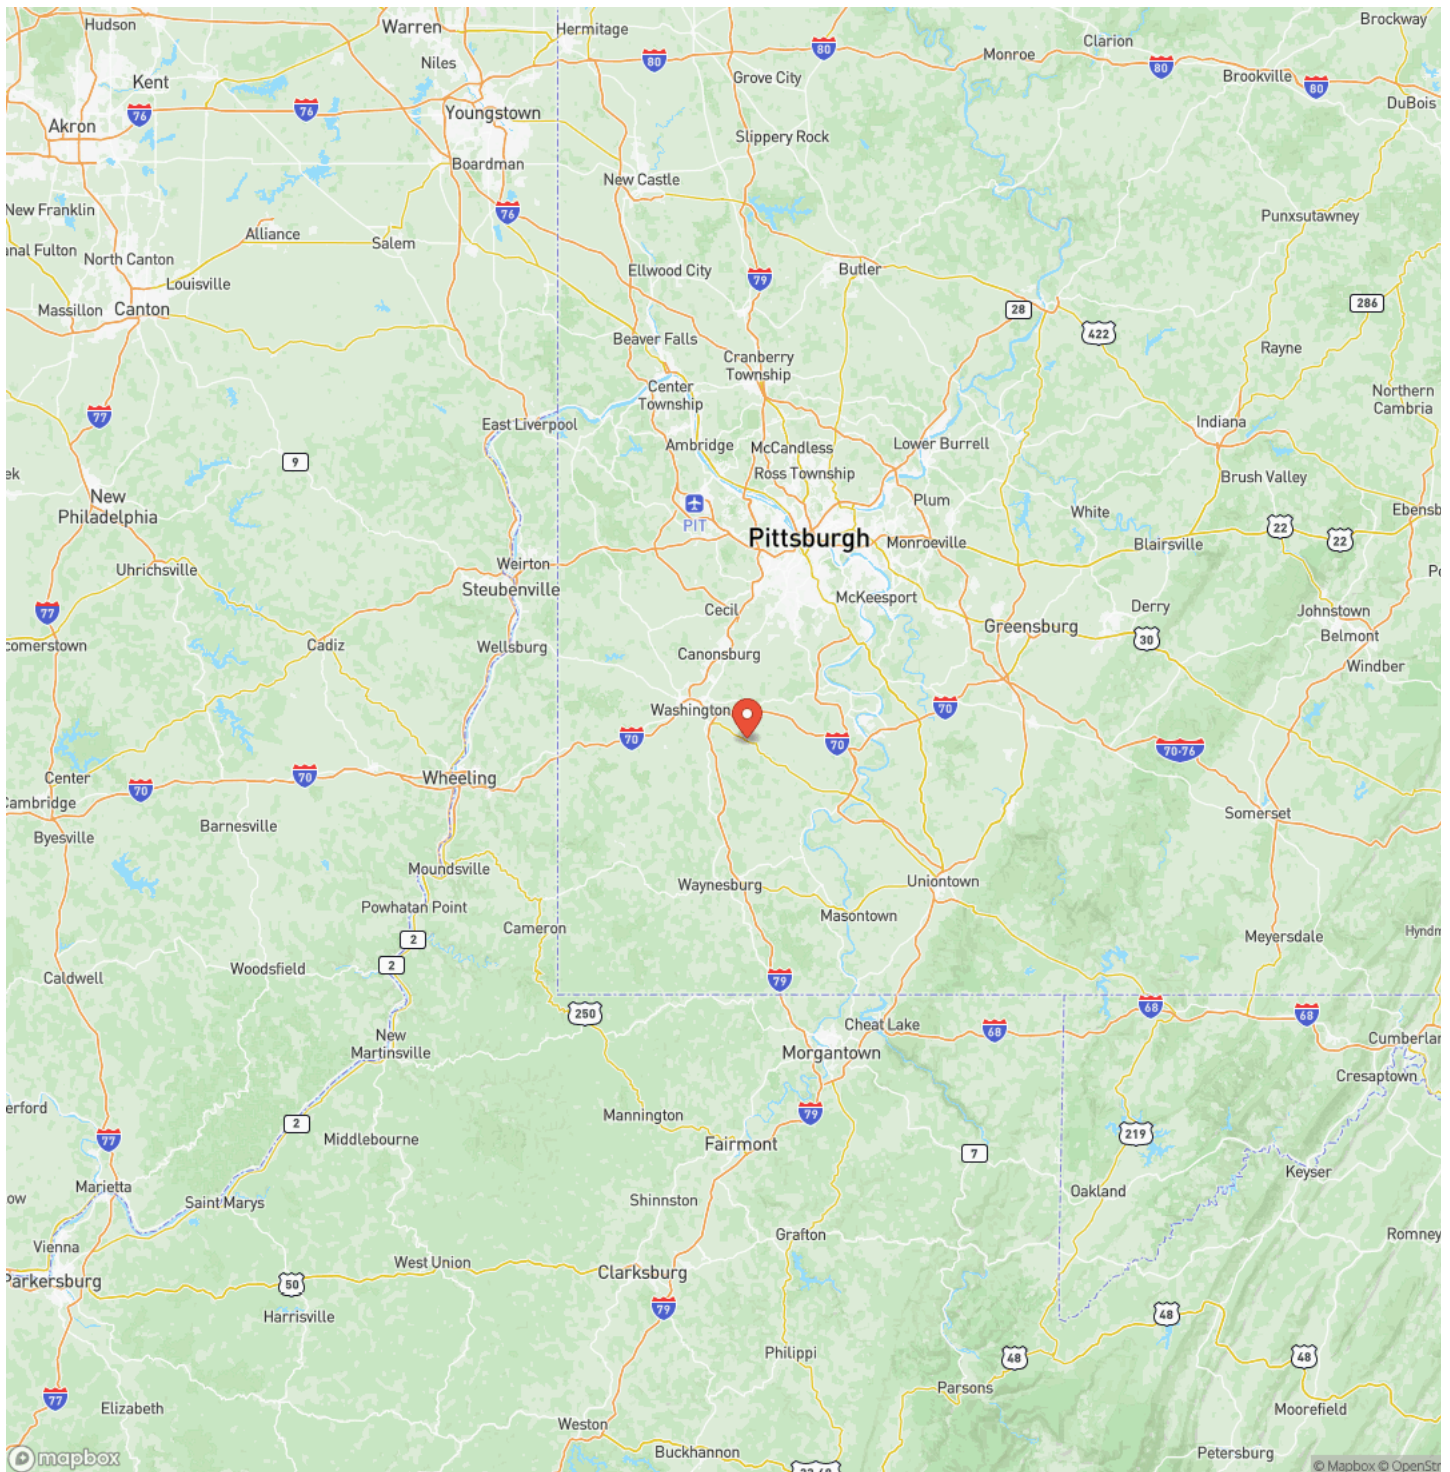 Hudson
Warren
Hermitage
Brockway
Niles
80
80
Monroe
Clarion
80
Kent
Grove City
Brookville
80
76
76
Youngstown
DuBois
Akron
Slippery Rock
Boardman
New Castle
New Franklin
76
Punxsutawney
Alliance
Salem
anal Fulton
North Canton
Ellwood City
79
Butler
Louisville
Massillon
Canton
28
286
422
Beaver Falls
Rayne
Cranberry
Township
Center
Township
Northern
Cambria
77
East Liverpool
Indiana
Ambridge
McCandless
Lower Burrell
9
Ross Township
ek
Brush Valley
New
Philadelphia
PIT
Plum
White
Ebensb
22
22
Pittsburgh
Monroeville
Blairsville
Weirton
Uhrichsville
Steubenville
Po
McKeesport
77
Cecil
Derry
Johnstown
Greensburg
30
Belmont
comerstown
Cadiz
Wellsburg
Canonsburg
Windber
Washington
70
70
70
70-76
Center
70
70
Wheeling
Cambridge
Somerset
Byesville
Barnesville
Moundsville
Waynesburg
Uniontown
Powhatan Point
Masontown
Cameron
2
Meyersdale
Hyndm
2
Woodsfield
Caldwell
79
68
250
68
68
Cheat Lake
New
Martinsville
Morgantown
Cumberlan
Cresaptown
erford
Mannington
79
2
Middlebourne
77
Fairmont
219
7
Keyser
Marietta
Oakland
ow
Saint Marys
Shinnston
Grafton
Romney
Vienna
West Union
Parkersburg
50
Clarksburg
79
Harrisville
48
Philippi
48
48
Parsons
77
Elizabeth
Moorefield
Weston
Buckhannon
Petersburg
mapbox
© Mapbox © OpenStr